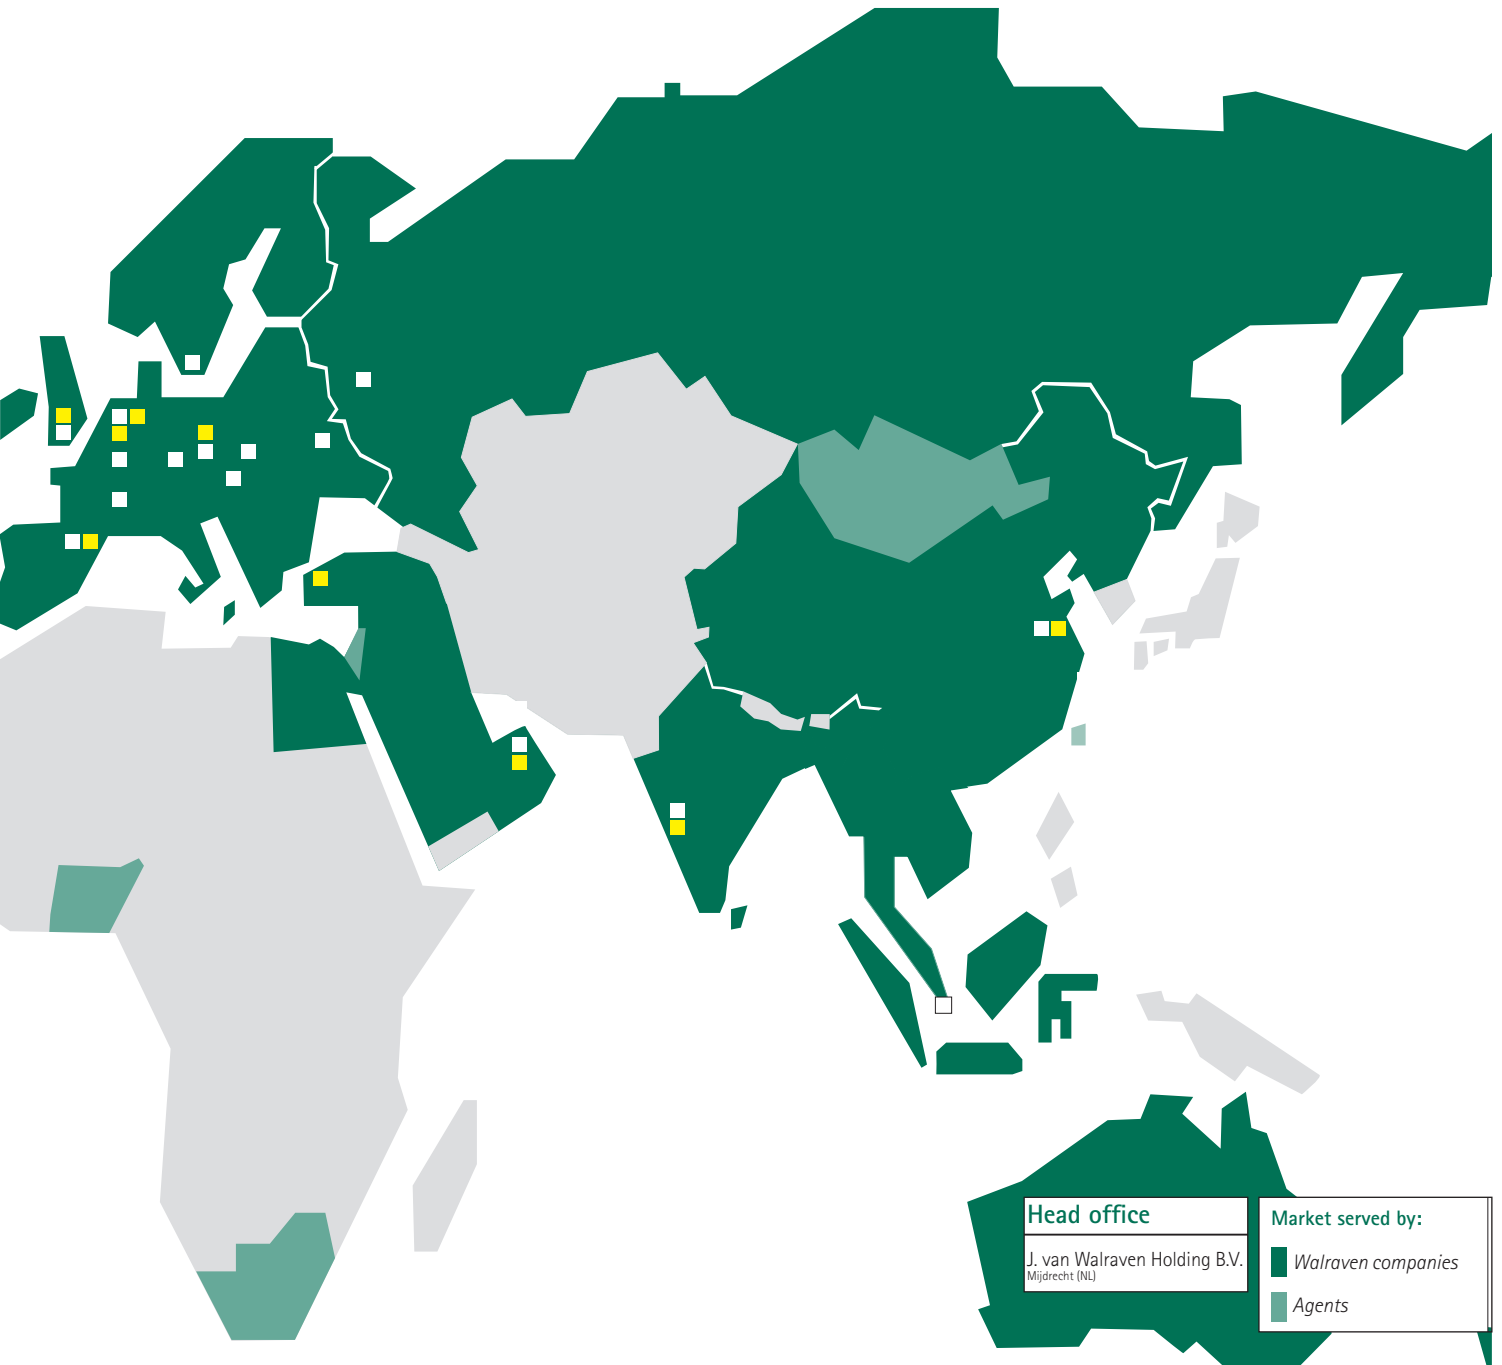 Head office
J. van Walraven Holding B.V.
Mijdrecht (NL)
Market served by:
Walraven companies
Agents